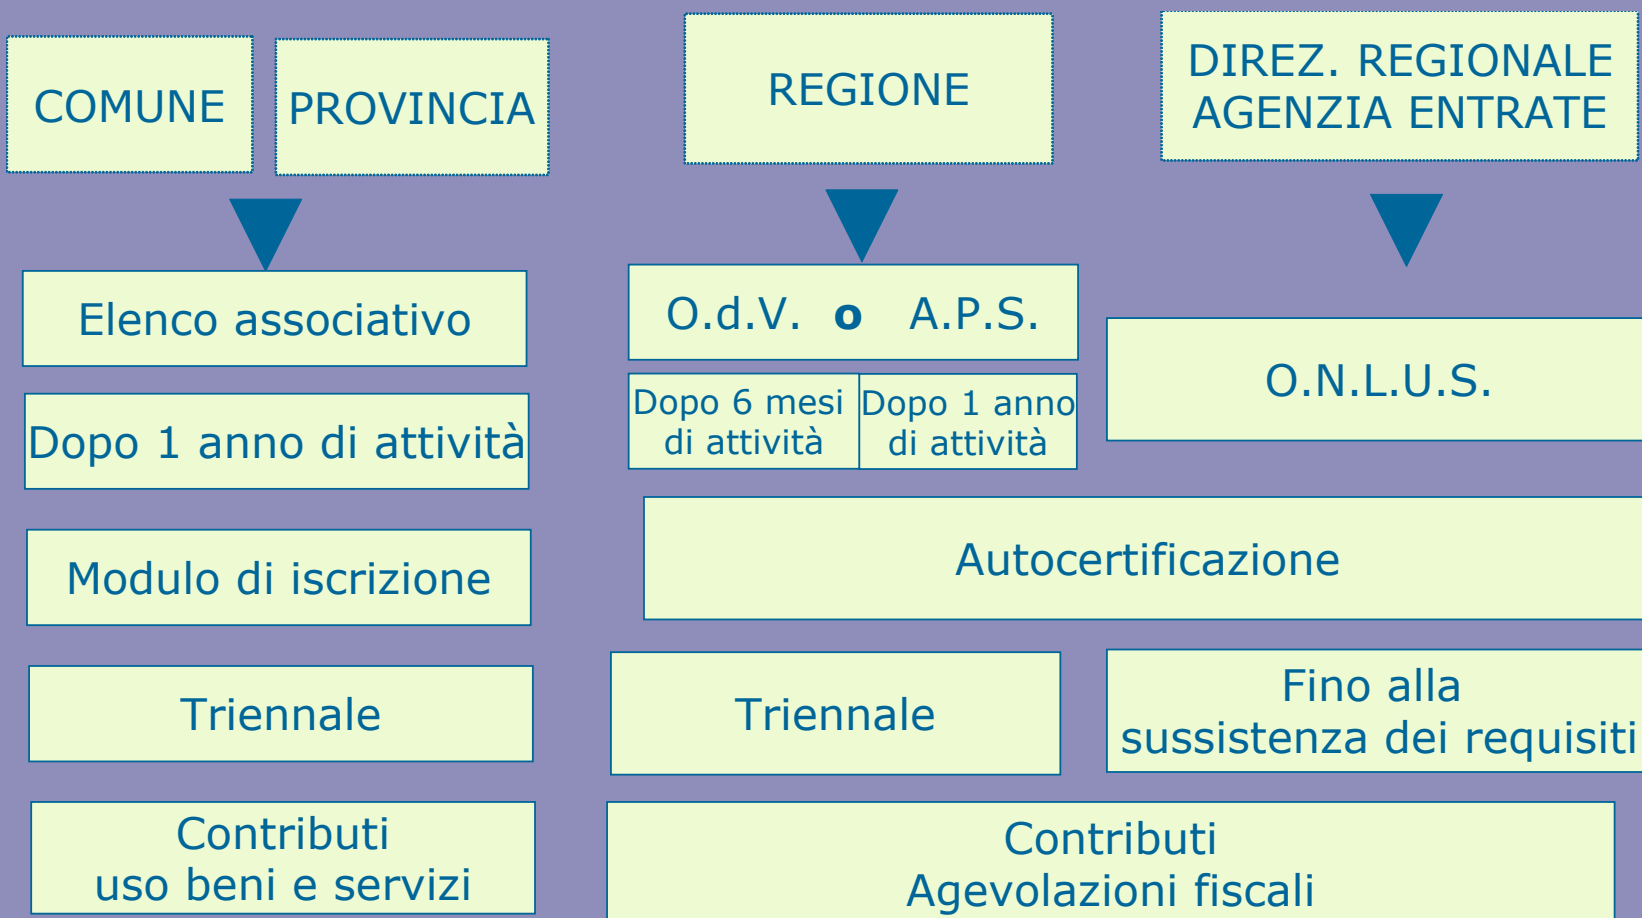 COMUNE
PROVINCIA
REGIONE
DIREZ. REGIONALE
AGENZIA ENTRATE
Elenco associativo
Dopo 1 anno di attività
Modulo di iscrizione
Triennale
Contributi
uso beni e servizi
O.d.V. o A.P.S.
Dopo 6 mesi
di attività
Dopo 1 anno
di attività
O.N.L.U.S.
Autocertificazione
Triennale
Fino alla
sussistenza dei requisiti
Contributi
Agevolazioni fiscali